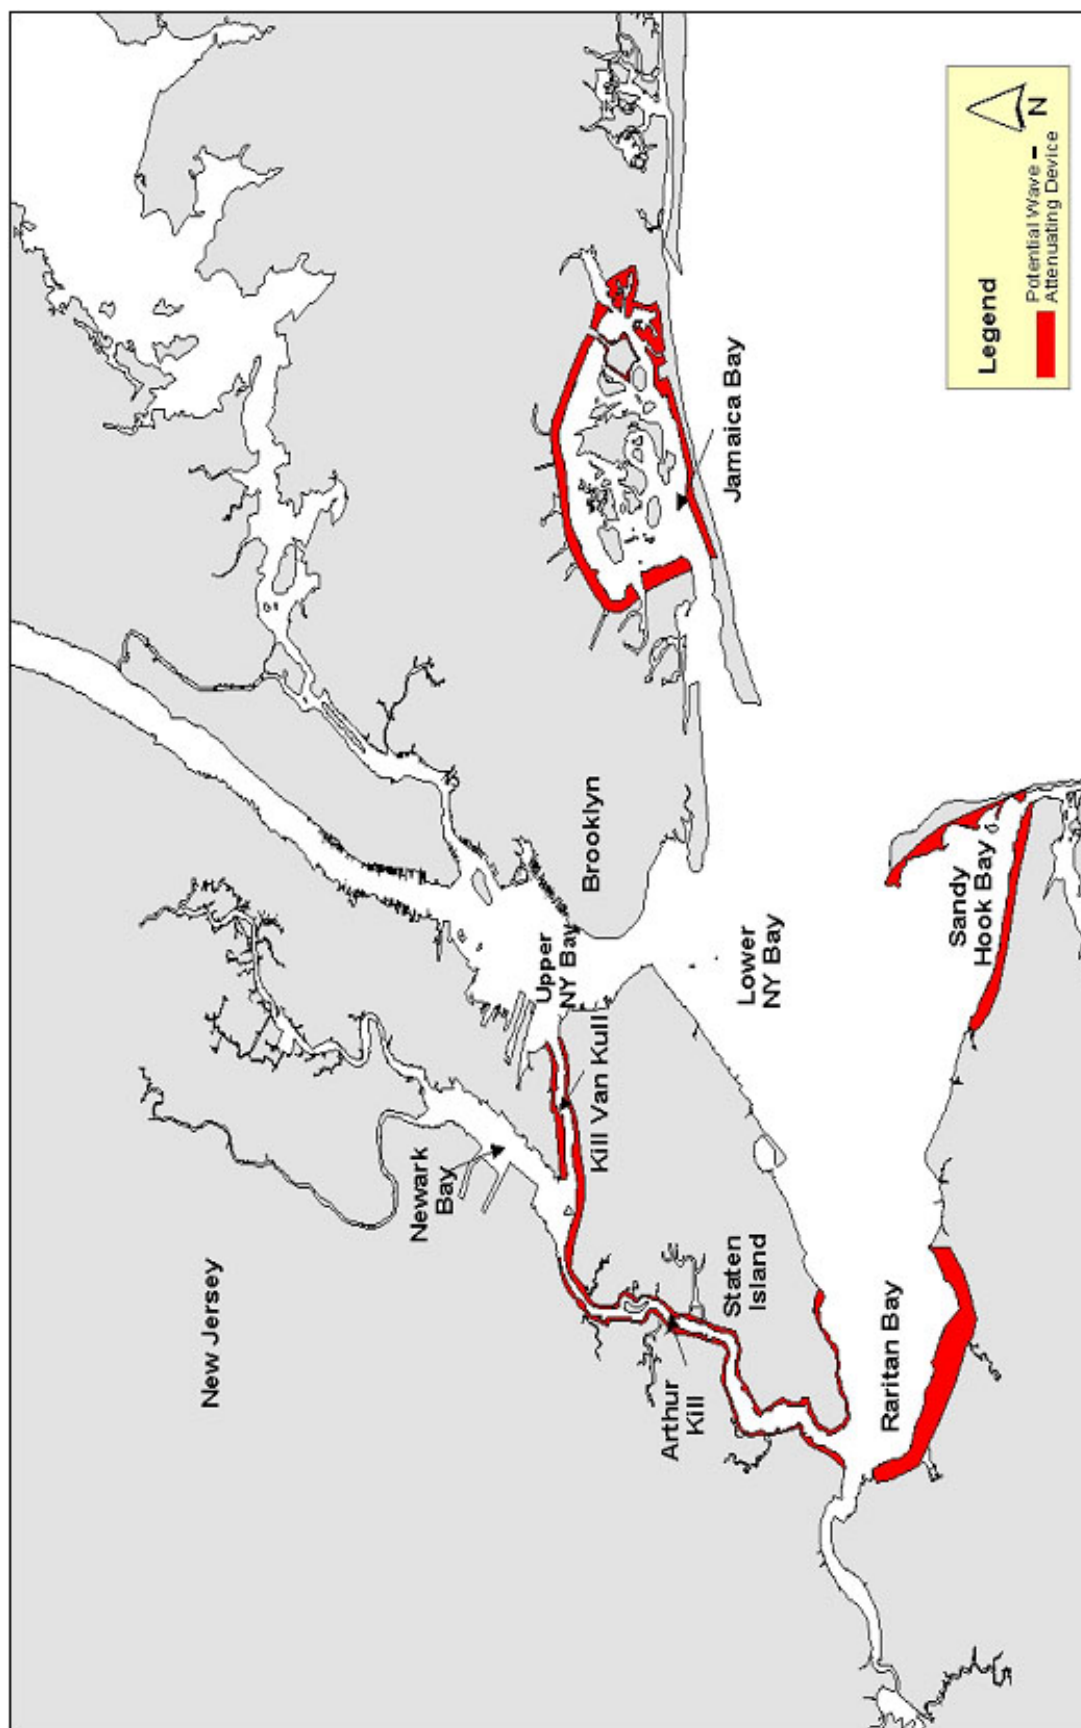 New Jersey
Newark
Bay
Upper
NY Bay
Kill Van Kull
Brooklyn
Arthur
Kill
Staten
Island
Lower
NY Bay
Jamaica Bay
Raritan Bay
Sandy
Hook Bay
Legend
Potential Wave –
Attenuating Device
N